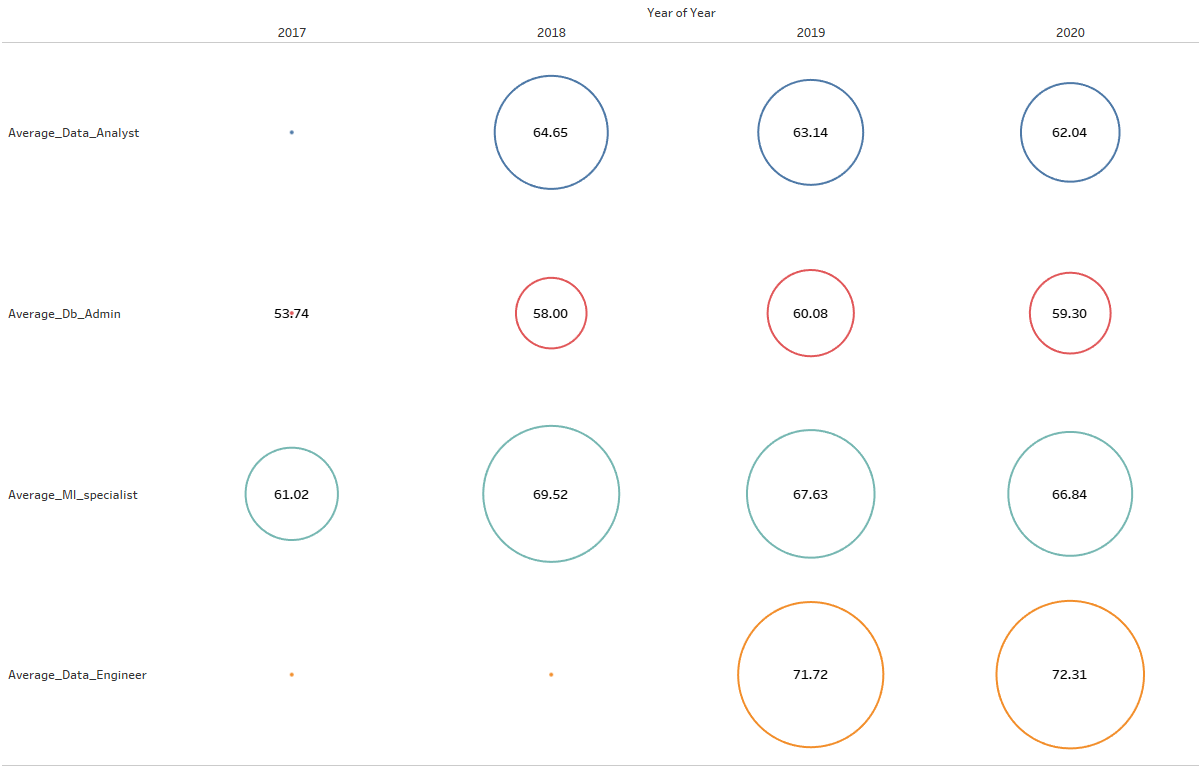 Year of Year
2017 2018 2019 2020
Average_Data_Analyst 64.65 63.14 62.04
Average_Db_Admin 53.74 58.00 60.08 59.30
Average_Ml_specialist 61.02 69.52 67.63 66.84
Average_Data_Engineer 71.72 72.31